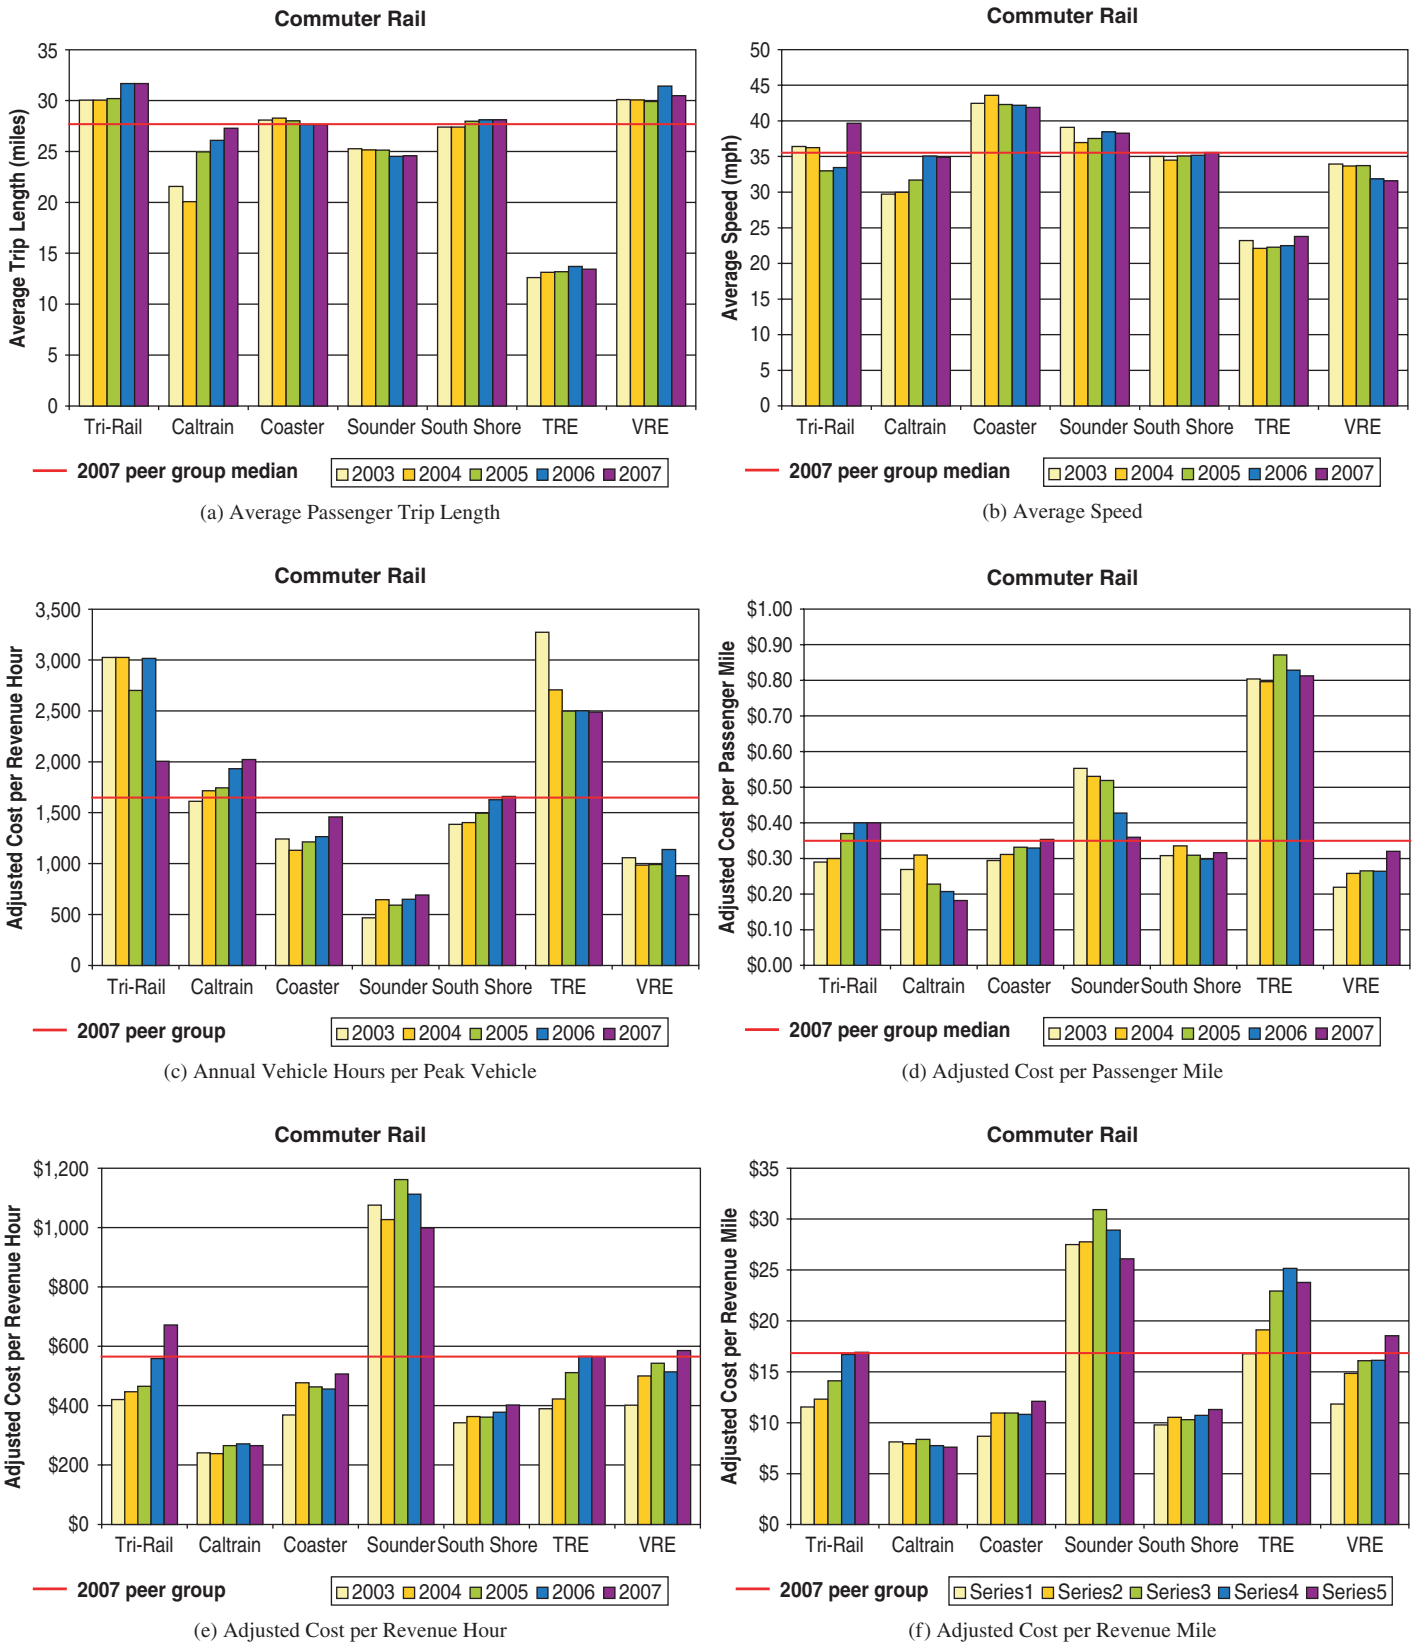 Commuter Rail
Average Trip Length (miles)
35
30
25
20
15
10
5
0
Tri-Rail Caltrain Coaster Sounder South Shore TRE VRE
2007 peer group median 2003 2004 2005 2006 2007
(a) Average Passenger Trip Length
Commuter Rail
Average Speed (mph)
50
45
40
35
30
25
20
15
10
5
0
Tri-Rail Caltrain Coaster Sounder South Shore TRE VRE
2007 peer group median 2003 2004 2005 2006 2007
(b) Average Speed
Commuter Rail
Adjusted Cost per Revenue Hour
3,500
3,000
2,500
2,000
1,500
1,000
500
0
Tri-Rail Caltrain Coaster Sounder South Shore TRE VRE
2007 peer group 2003 2004 2005 2006 2007
(c) Annual Vehicle Hours per Peak Vehicle
Commuter Rail
Adjusted Cost per Passenger Mile
$1.00
$0.90
$0.80
$0.70
$0.60
$0.50
$0.40
$0.30
$0.20
$0.10
$0.00
Tri-Rail Caltrain Coaster Sounder South Shore TRE VRE
2007 peer group median 2003 2004 2005 2006 2007
(d) Adjusted Cost per Passenger Mile
Commuter Rail
Adjusted Cost per Revenue Hour
$1,200
$1,000
$800
$600
$400
$200
$0
Tri-Rail Caltrain Coaster Sounder South Shore TRE VRE
2007 peer group 2003 2004 2005 2006 2007
(e) Adjusted Cost per Revenue Hour
Commuter Rail
Adjusted Cost per Revenue Mile
$35
$30
$25
$20
$15
$10
$5
$0
Tri-Rail Caltrain Coaster Sounder South Shore TRE VRE
2007 peer group Series1 Series2 Series3 Series4 Series5
(f) Adjusted Cost per Revenue Mile